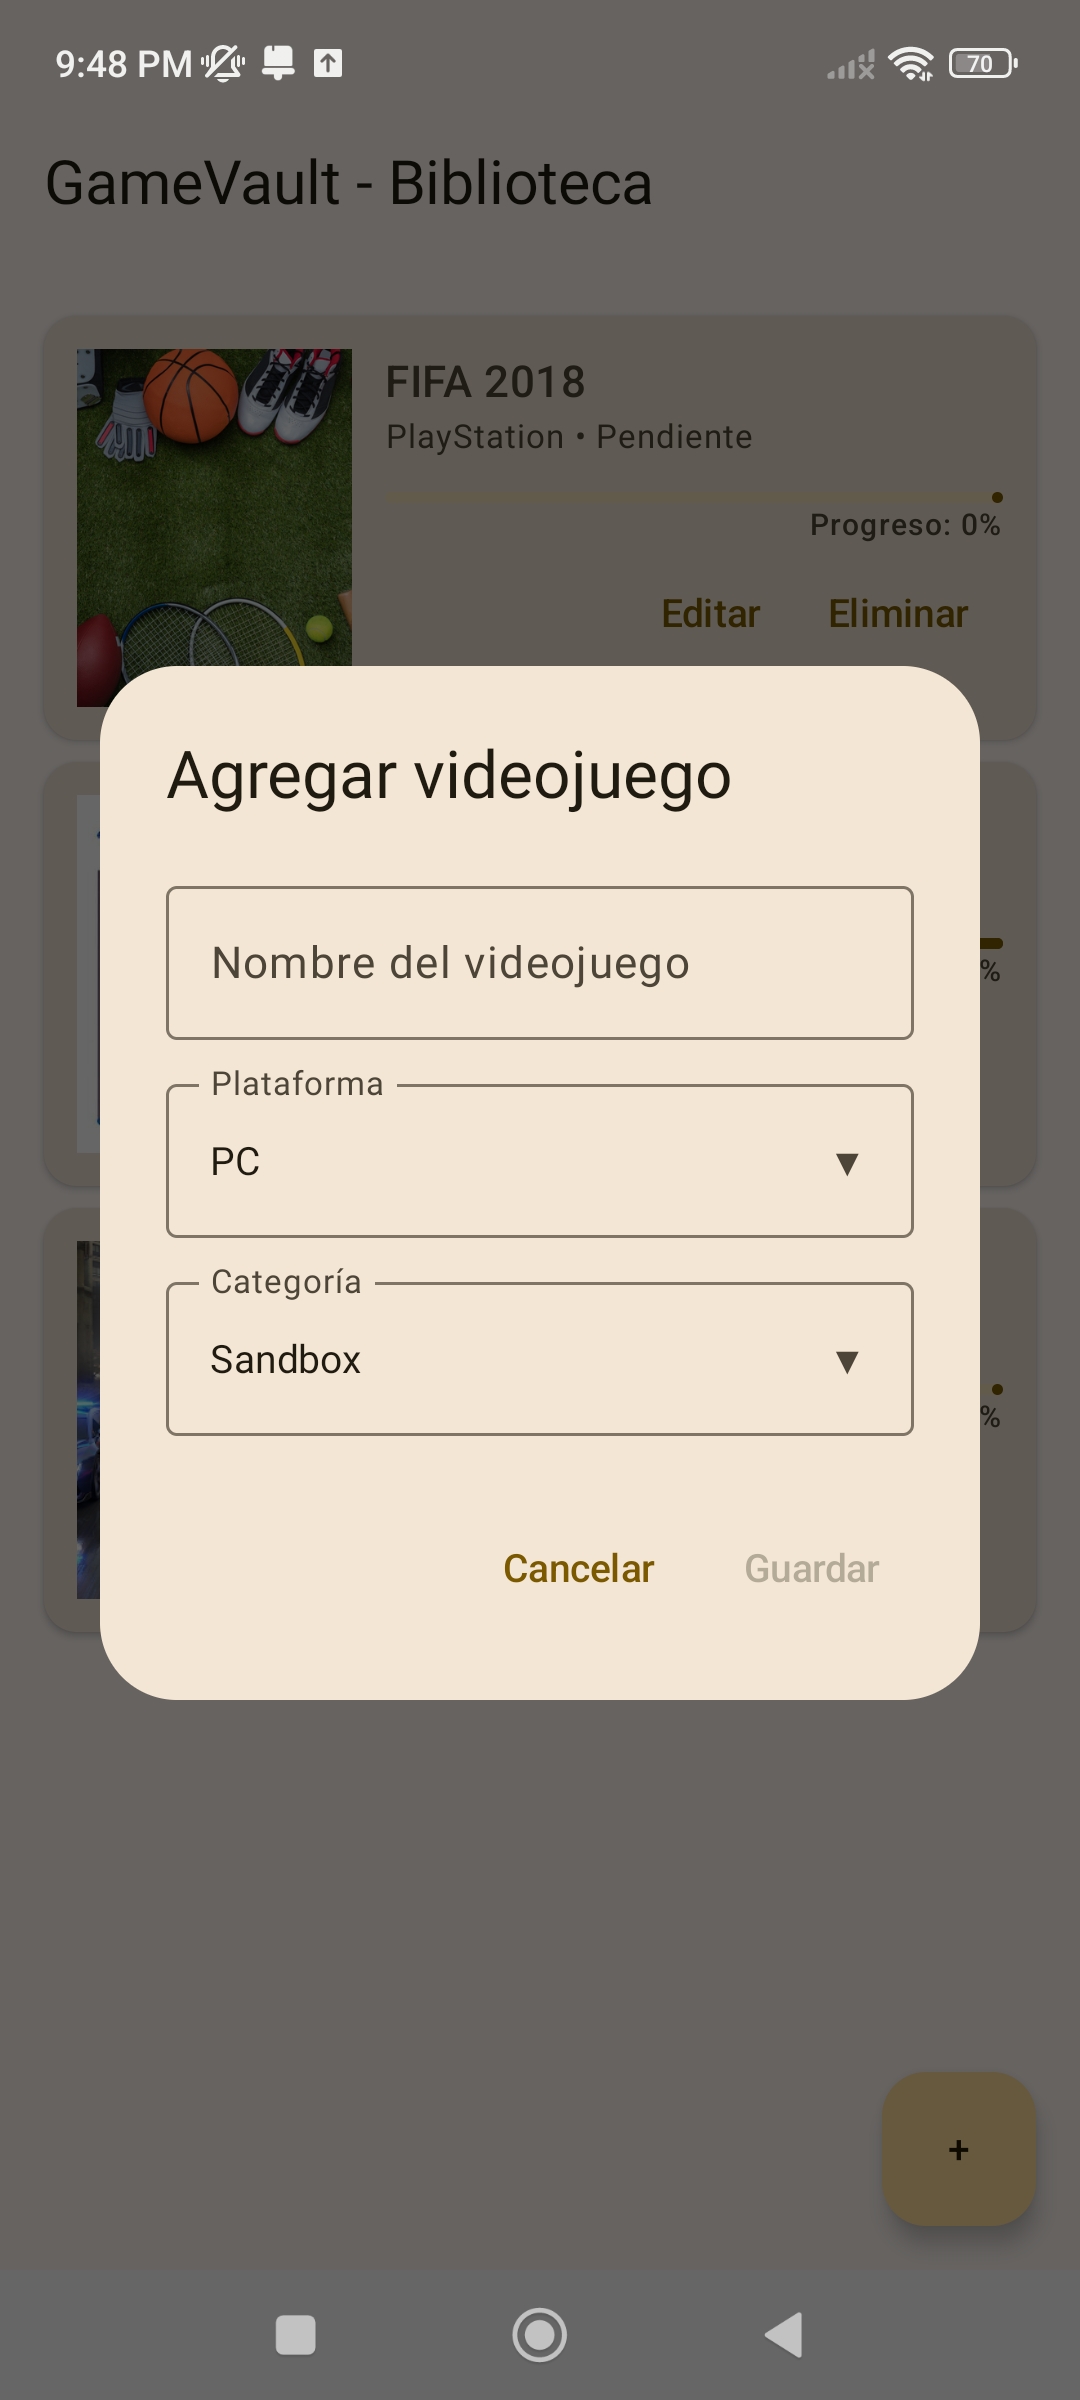 9:48 PM
70
GameVault - Biblioteca
FIFA 2018
PlayStation • Pendiente
Progreso: 0%
Editar
Eliminar
Agregar videojuego
Nombre del videojuego
Plataforma
PC
▼
%
Categoría
Sandbox
▼
%
Cancelar
Guardar
+